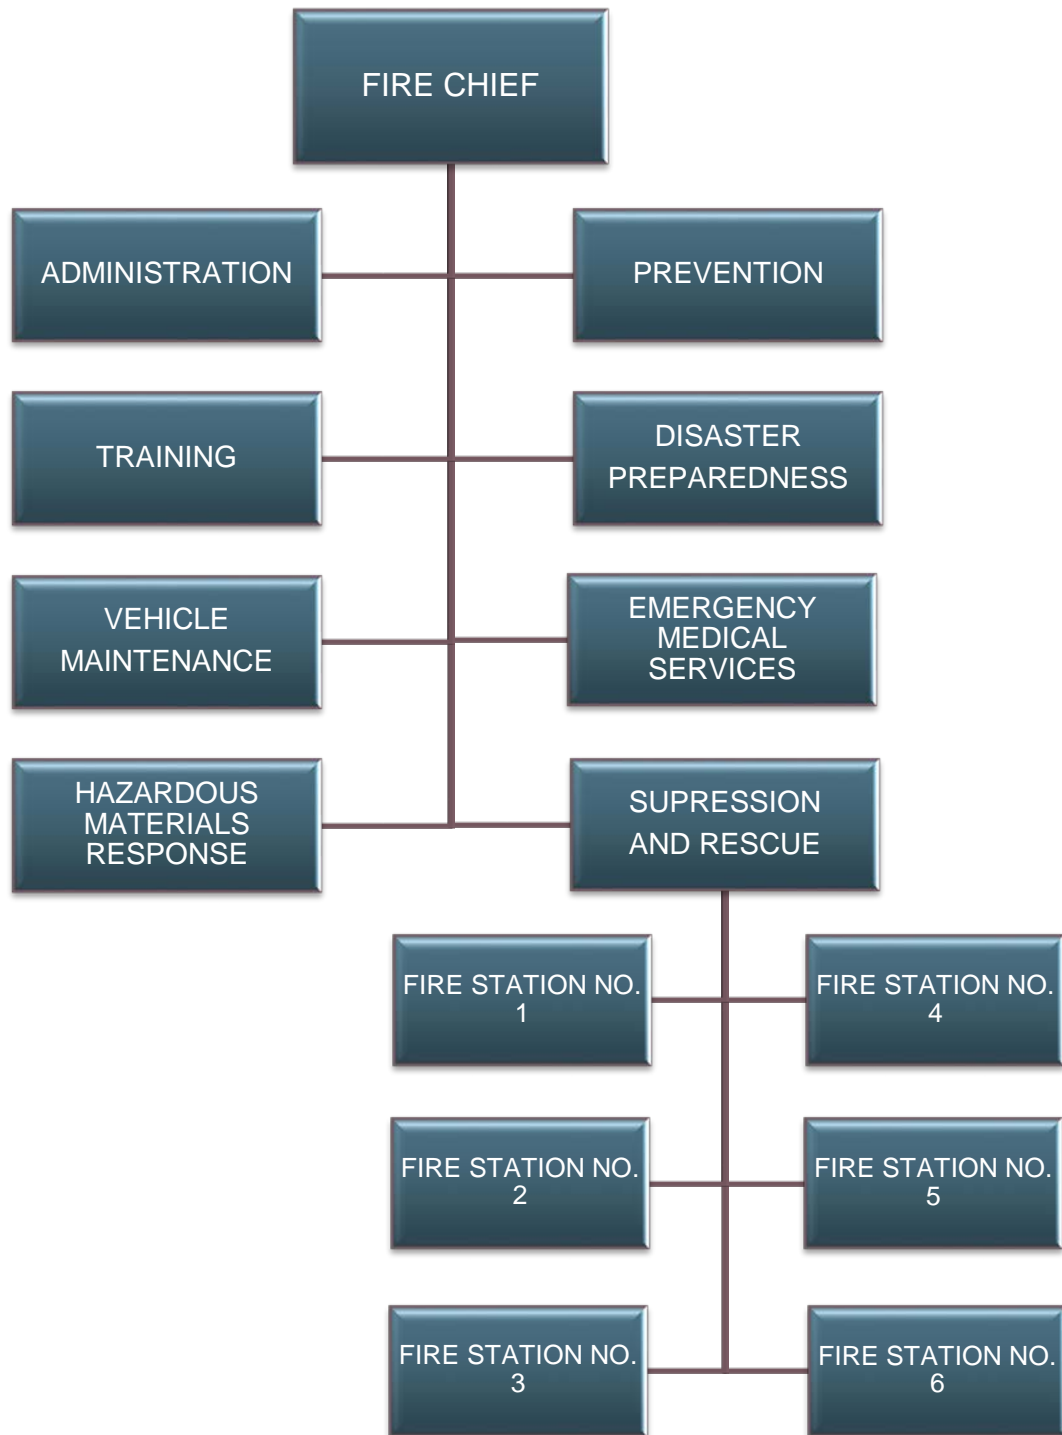 FIRE CHIEF
ADMINISTRATION
PREVENTION
TRAINING
DISASTER
PREPAREDNESS
VEHICLE
MAINTENANCE
EMERGENCY
MEDICAL
SERVICES
HAZARDOUS
MATERIALS
RESPONSE
SUPRESSION
AND RESCUE
FIRE STATION NO.
1
FIRE STATION NO.
4
FIRE STATION NO.
2
FIRE STATION NO.
5
FIRE STATION NO.
3
FIRE STATION NO.
6